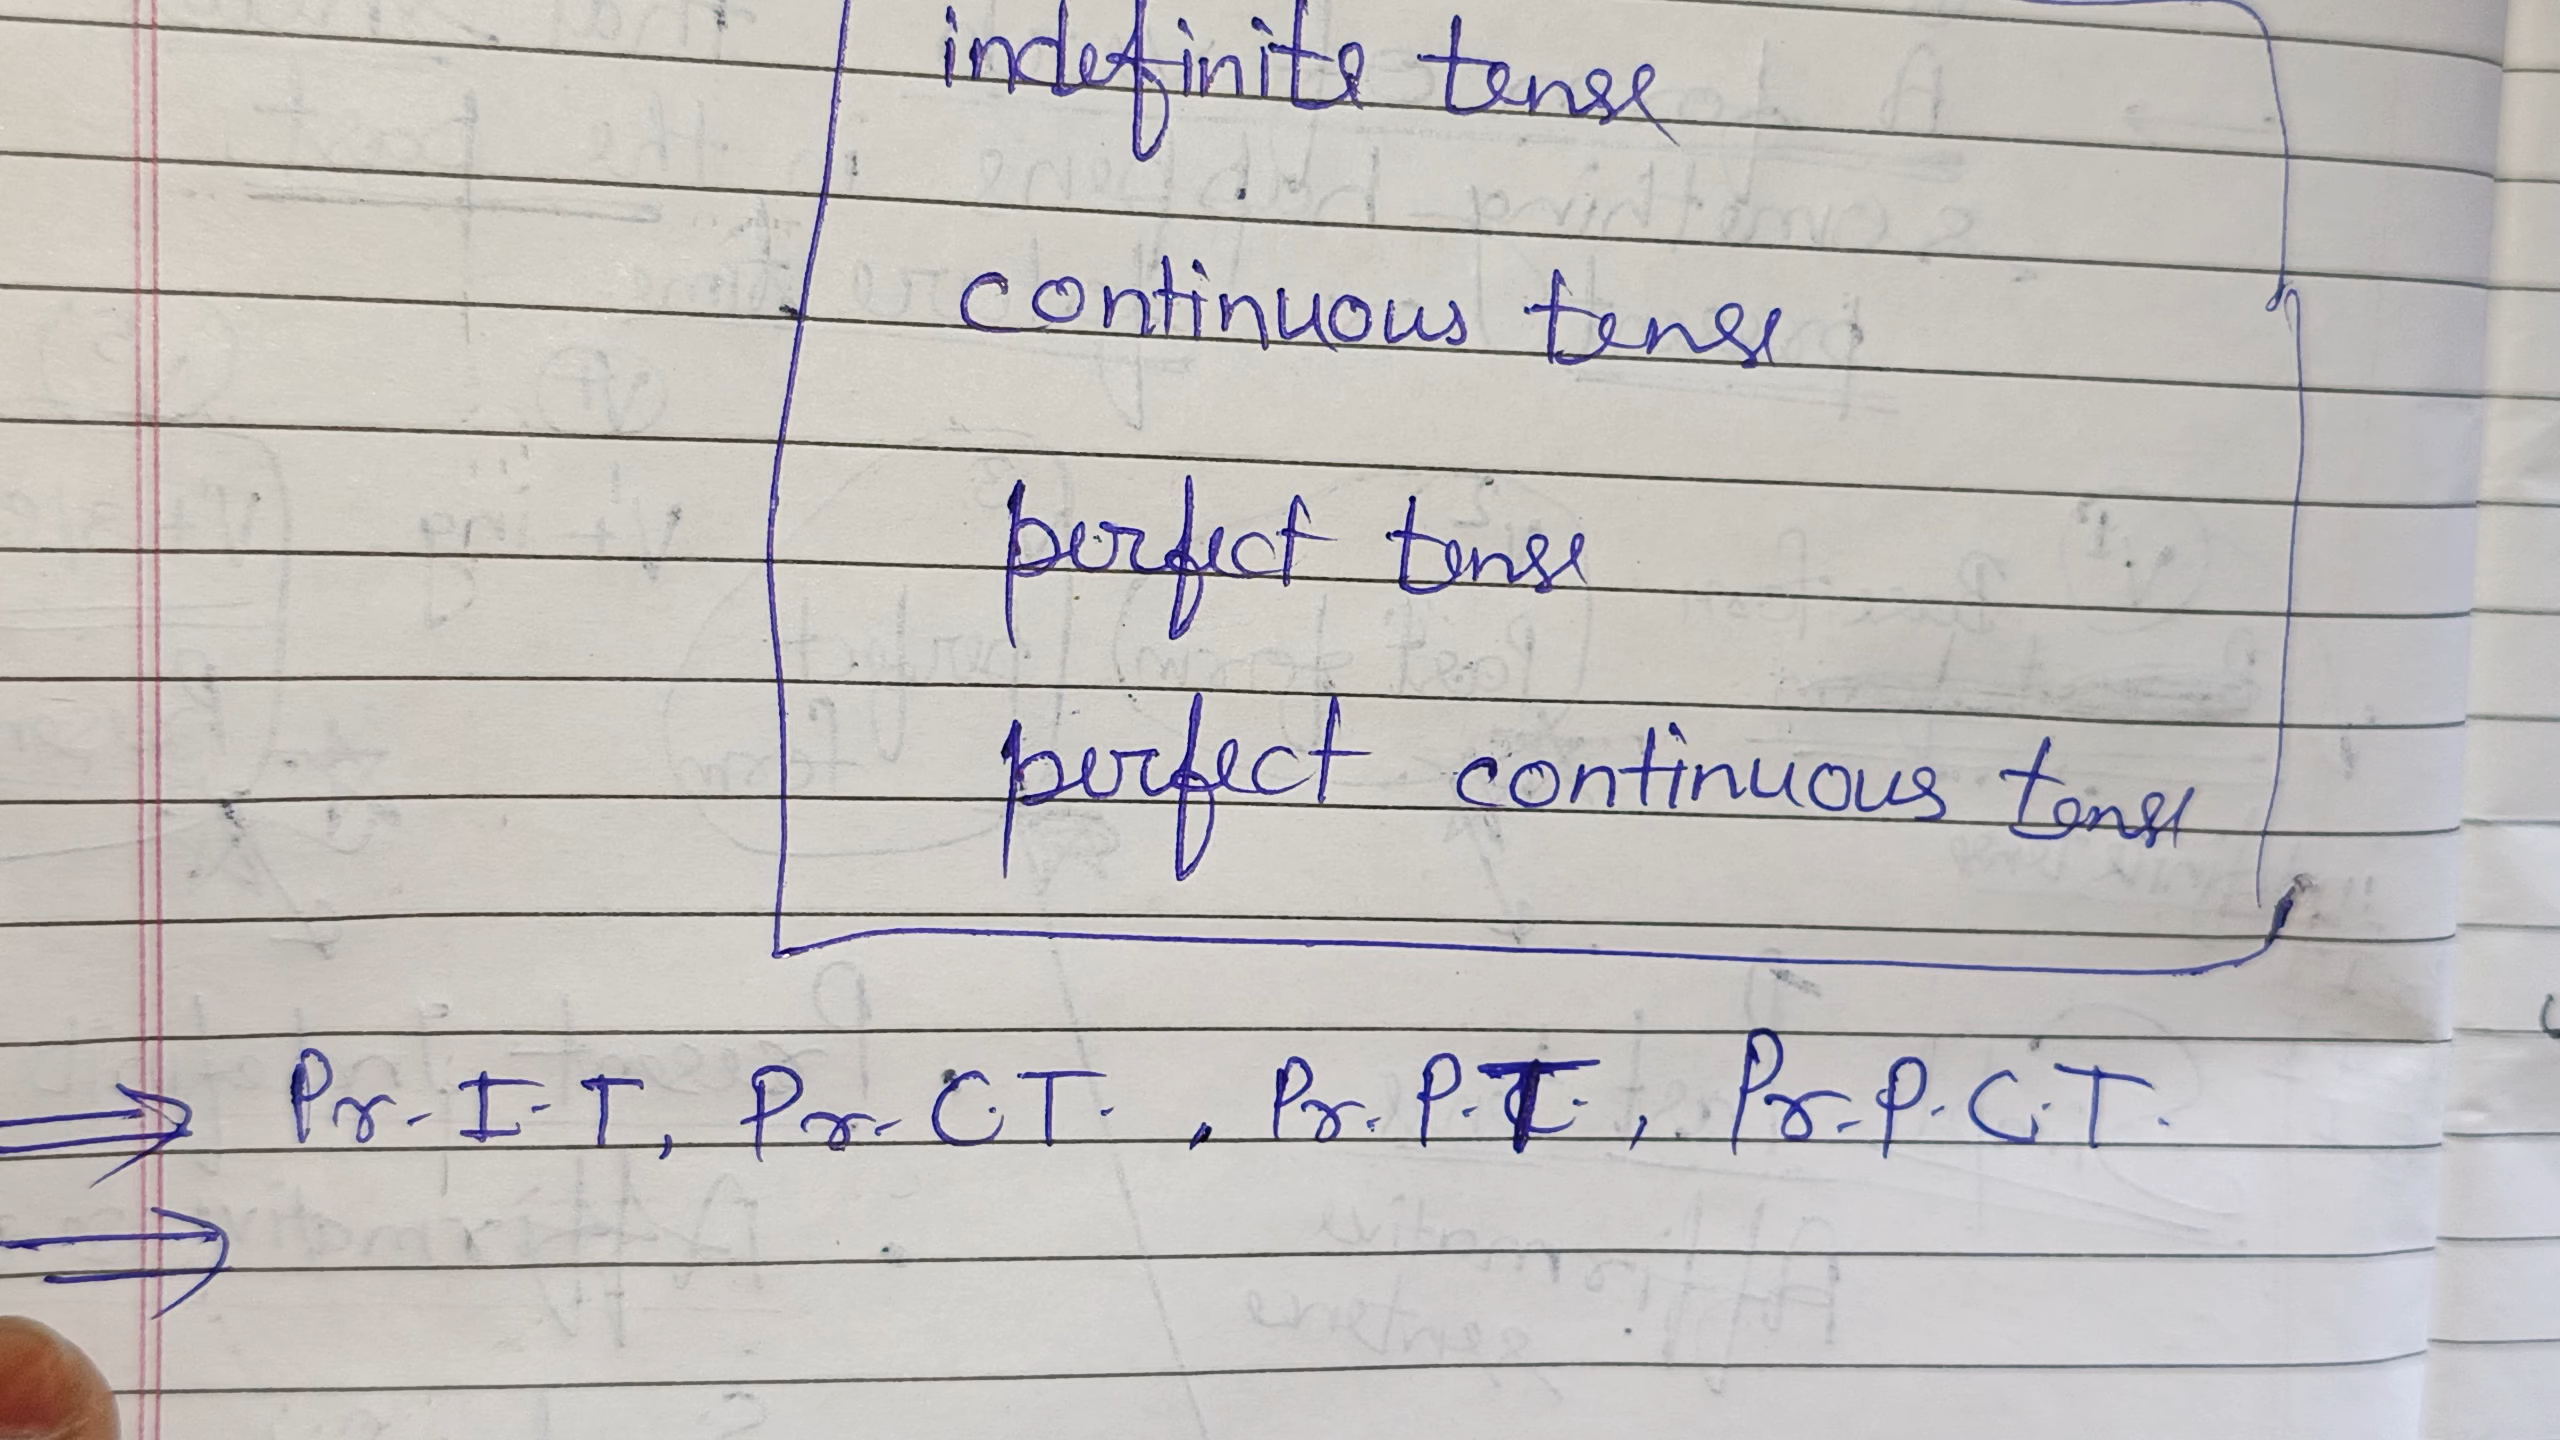 indefinite tense
continuous tense
perfect tense
perfect continuous tense
⇒ Pr. I.T, Pr. C.T. , Pr. P.T. , Pr. P. C.T.
⇒